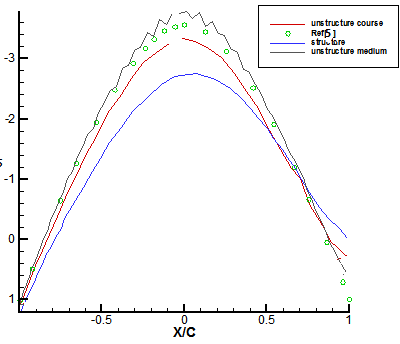 unstructure course
Ref[5]
structure
unstructure medium
-3
-2
-1
0
1
-0.5
0
0.5
1
X/C